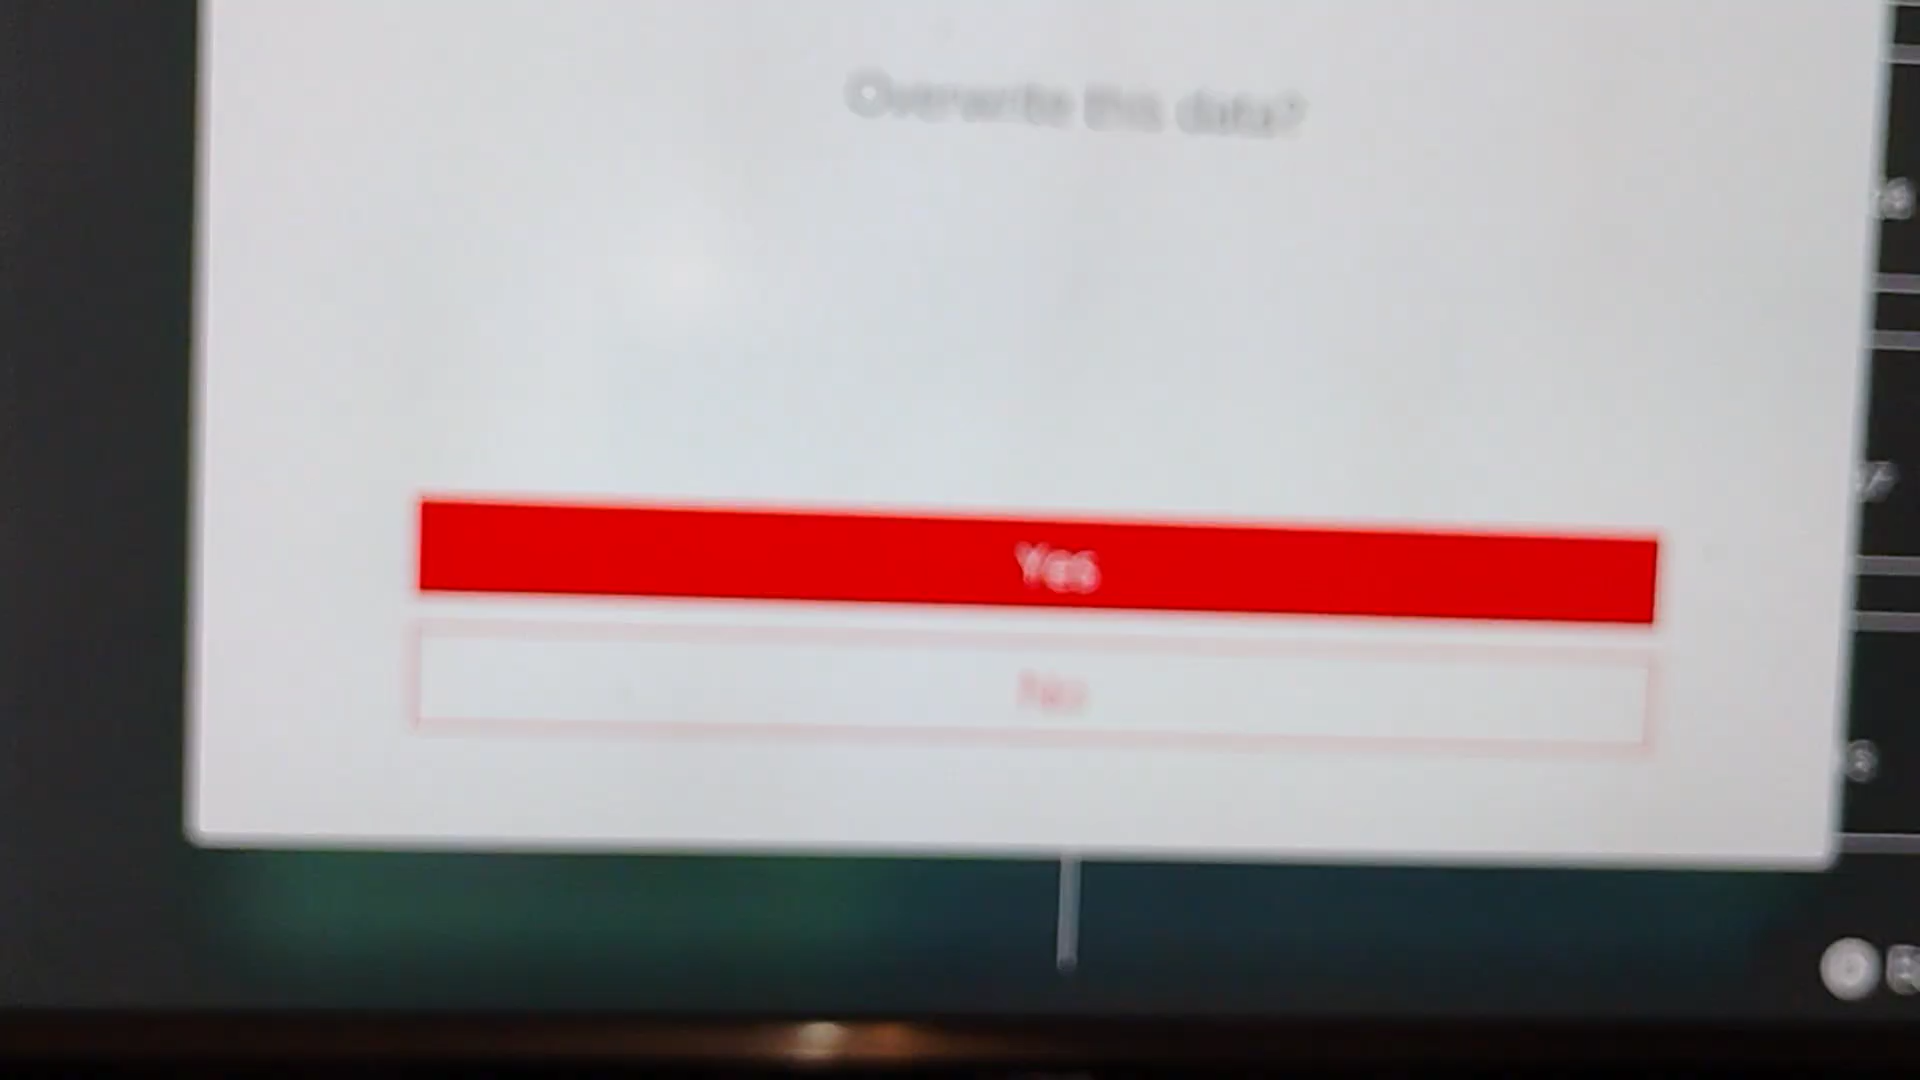 Overwrite this data?
Yes
No